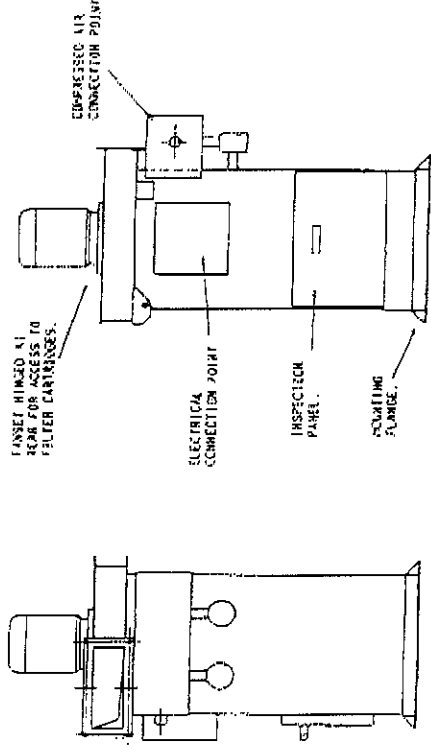 FANSET HINGED AT
REAR FOR ACCESS TO
FILTER CARTRIDGES.
COMPRESSED AIR
CONNECTION POINT
ELECTRICAL
CONNECTION POINT
INSPECTION
PANEL.
MOUNTING
FLANGE.